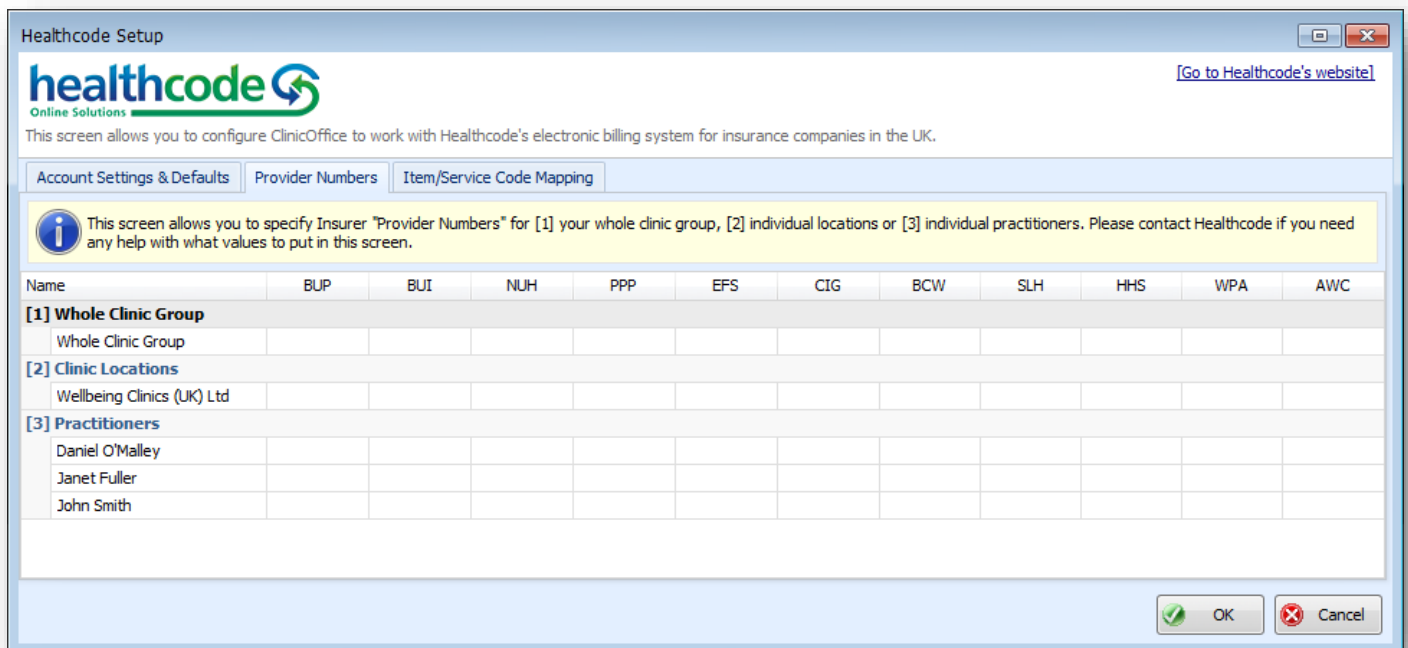 Healthcode Setup
healthcode
Online Solutions
[Go to Healthcode's website]
This screen allows you to configure ClinicOffice to work with Healthcode's electronic billing system for insurance companies in the UK.
Account Settings & Defaults Provider Numbers Item/Service Code Mapping
This screen allows you to specify Insurer "Provider Numbers" for [1] your whole clinic group, [2] individual locations or [3] individual practitioners. Please contact Healthcode if you need
any help with what values to put in this screen.
Name BUP BUI NUH PPP EFS CIG BCW SLH HHS WPA AWC
[1] Whole Clinic Group
Whole Clinic Group
[2] Clinic Locations
Wellbeing Clinics (UK) Ltd
[3] Practitioners
Daniel O'Malley
Janet Fuller
John Smith
OK Cancel